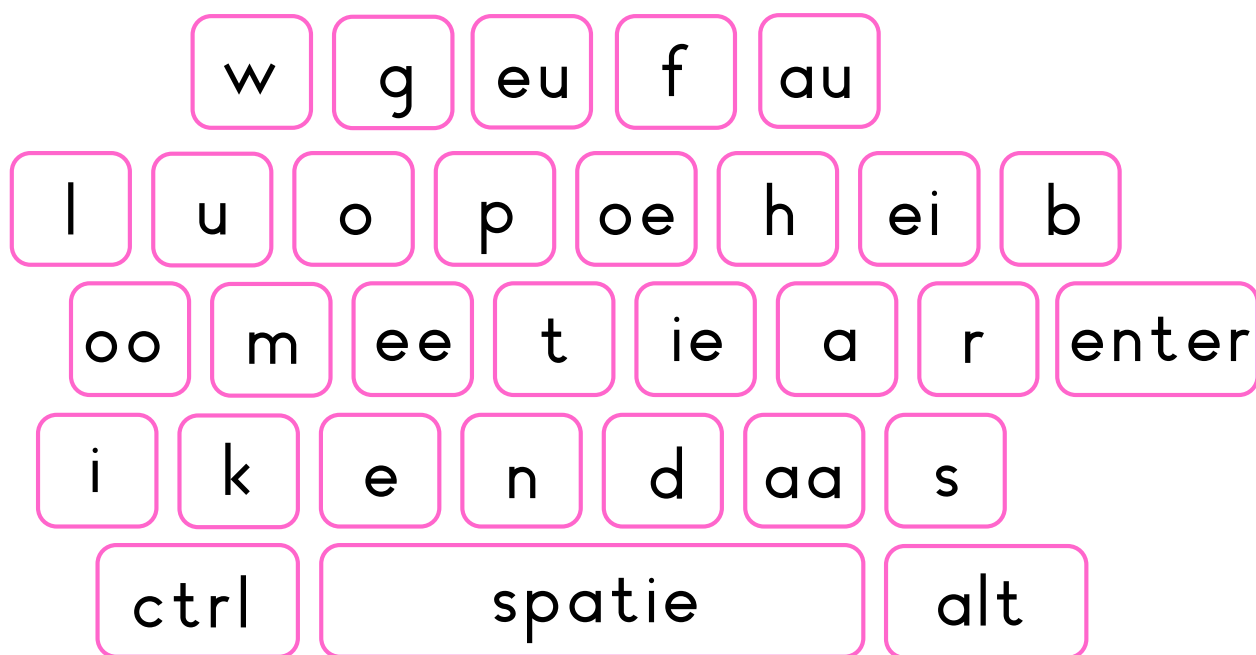 w g eu f au
l u o p oe h ei b
oo m ee t ie a r enter
i k e n d aa s
ctrl spatie alt